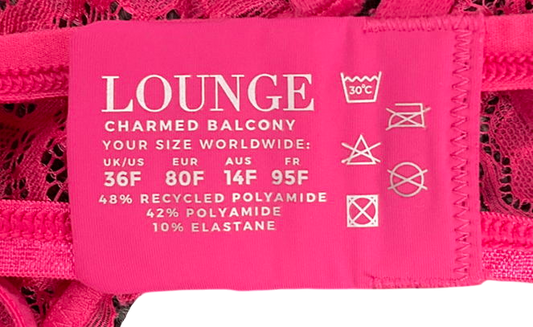 LOUNGE
CHARMED BALCONY
YOUR SIZE WORLDWIDE:
UK/US EUR AUS FR
36F 80F 14F 95F
48% RECYCLED POLYAMIDE
42% POLYAMIDE
10% ELASTANE
30°C